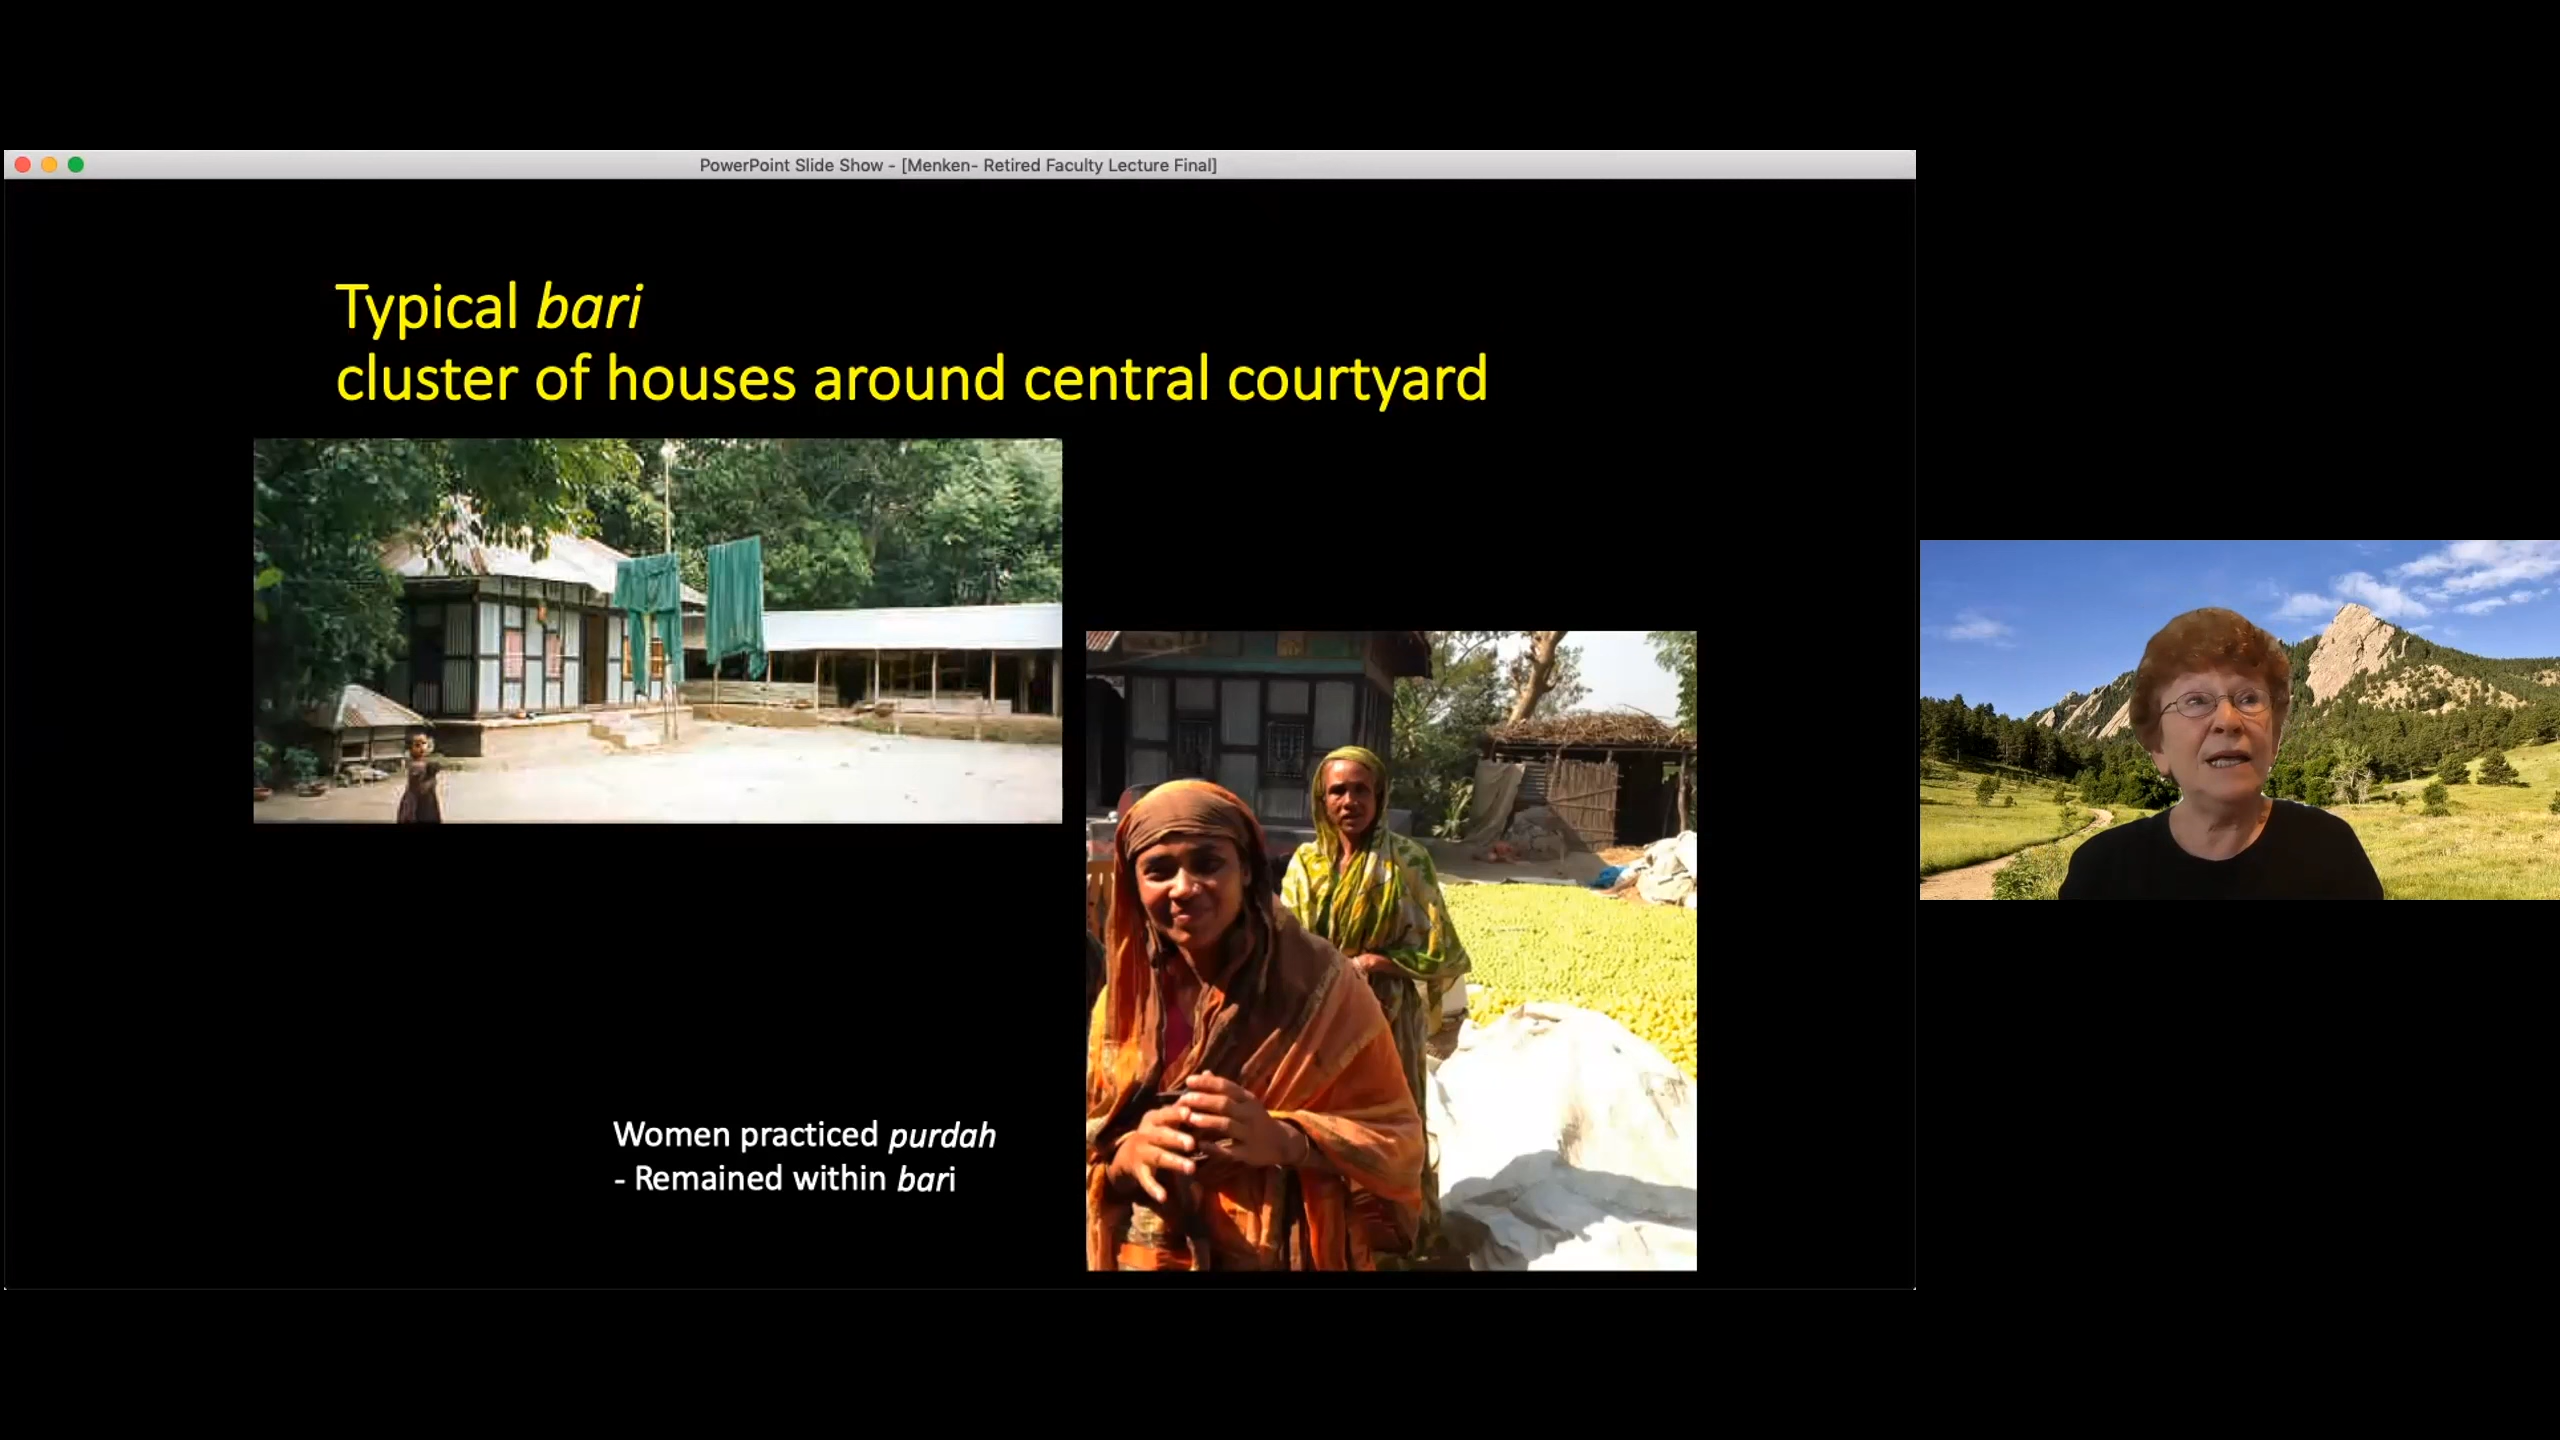 PowerPoint Slide Show - [Menken- Retired Faculty Lecture Final]
Typical bari
cluster of houses around central courtyard
Women practiced purdah
- Remained within bari